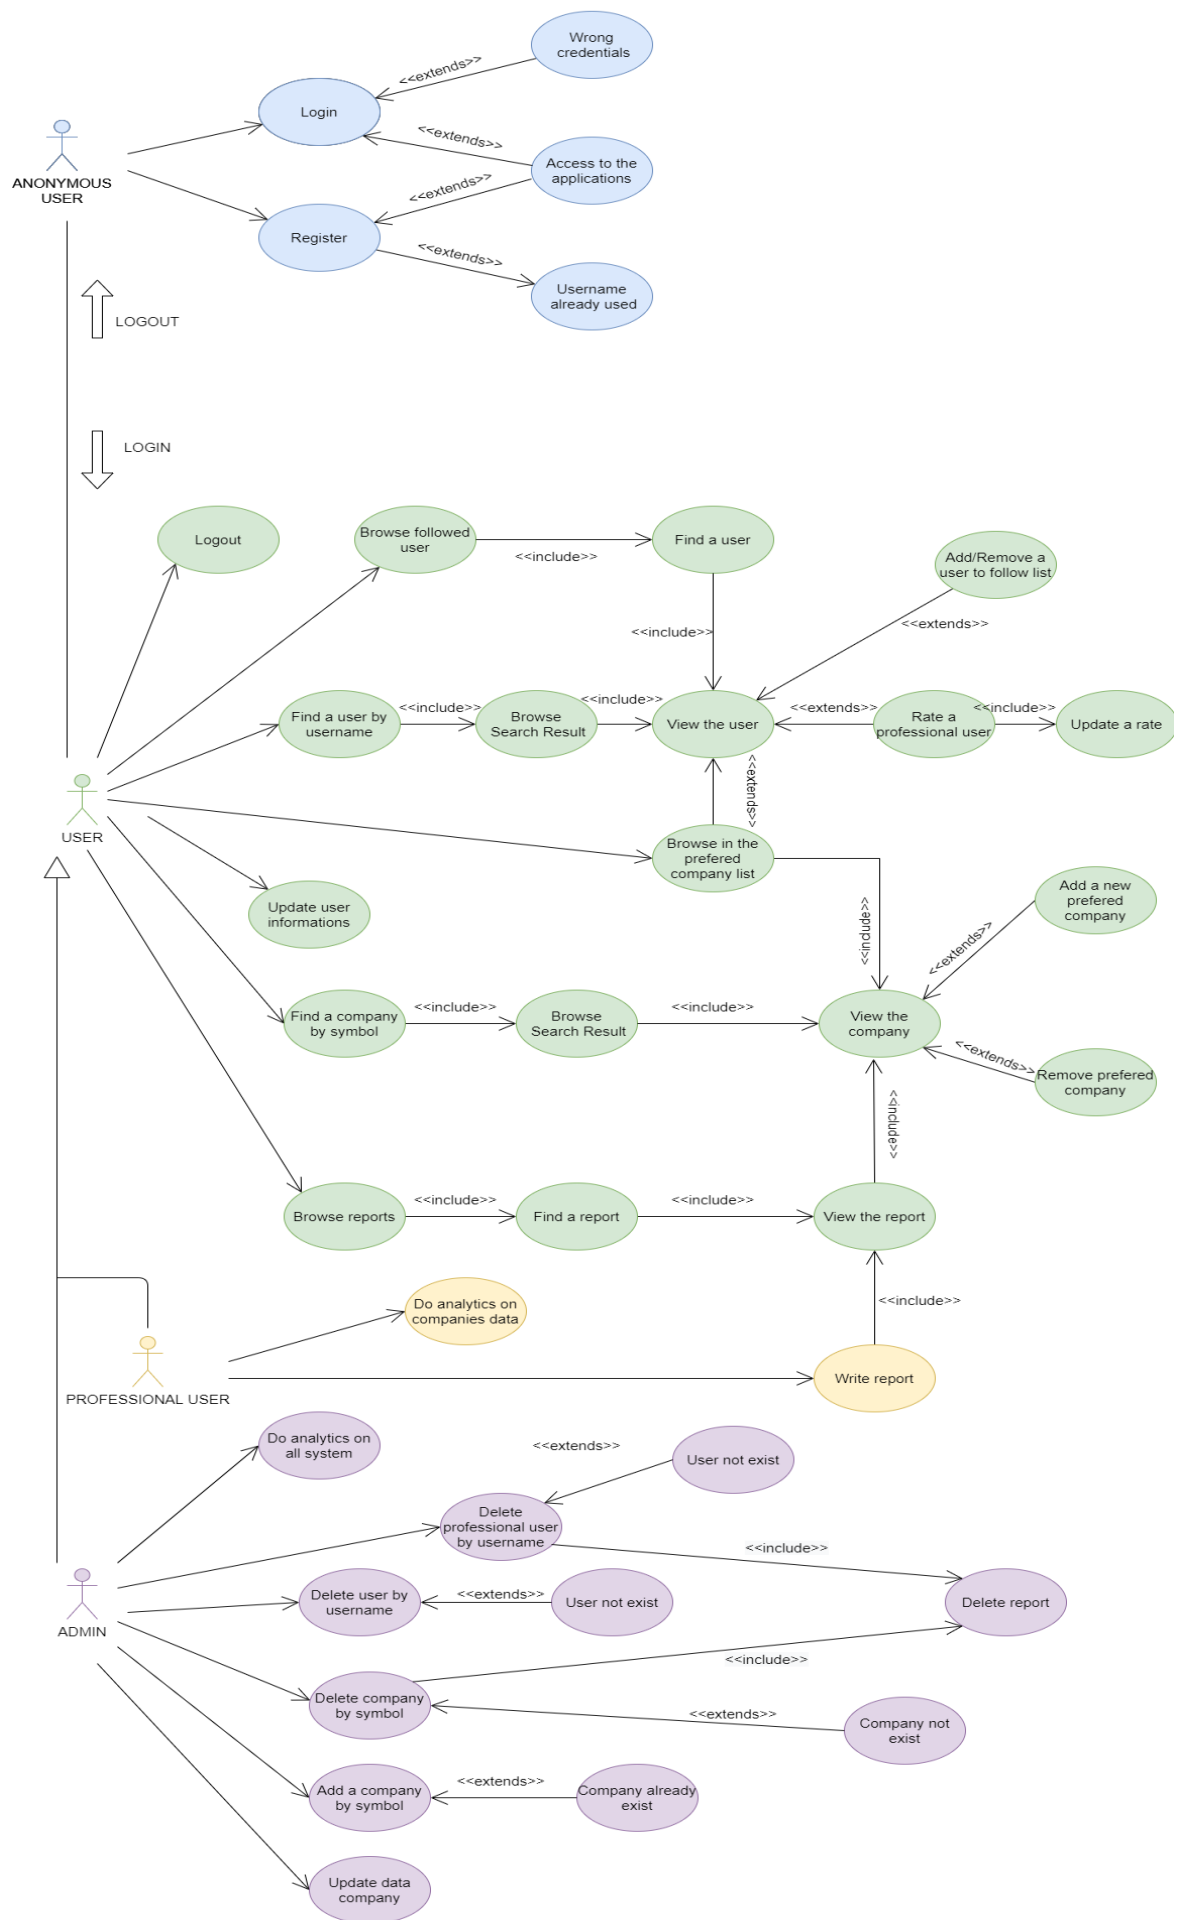 Wrong
credentials
<<extends>>
Login
<<extends>>
Access to the
applications
ANONYMOUS
USER
<<extends>>
Register
<<extends>>
Username
already used
LOGOUT
LOGIN
Logout
Browse followed
user
<<include>>
Find a user
Add/Remove a
user to follow list
<<include>>
<<extends>>
Find a user by
username
<<include>>
Browse
Search Result
<<include>>
View the user
<<extends>>
Rate a
professional user
<<include>>
Update a rate
<<extends>>
USER
Browse in the
prefered
company list
Update user
informations
<<include>>
Add a new
prefered
company
<<extends>>
Find a company
by symbol
<<include>>
Browse
Search Result
<<include>>
View the
company
<<extends>>
Remove prefered
company
<<include>>
Browse reports
<<include>>
Find a report
<<include>>
View the report
Do analytics on
companies data
<<include>>
PROFESSIONAL USER
Write report
Do analytics on
all system
<<extends>>
User not exist
Delete
professional user
by username
<<include>>
ADMIN
Delete user by
username
<<extends>>
User not exist
Delete report
<<include>>
Delete company
by symbol
<<extends>>
Company not
exist
Add a company
by symbol
<<extends>>
Company already
exist
Update data
company